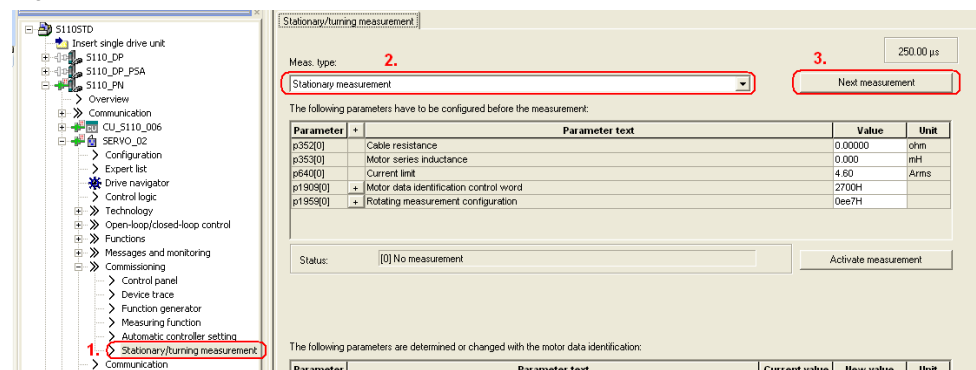 S110STD
Insert single drive unit
S110_DP
S110_DP_PSA
S110_PN
Overview
Communication
CU_S110_006
SERVO_02
Configuration
Expert list
Drive navigator
Control logic
Technology
Open-loop/closed-loop control
Functions
Messages and monitoring
Commissioning
Control panel
Device trace
Function generator
Measuring function
Automatic controller setting
1. Stationary/turning measurement
Communication
Stationary/turning measurement
250.00 µs
Meas. type: 2. 3.
Stationary measurement Next measurement
The following parameters have to be configured before the measurement:
Parameter + Parameter text Value Unit
p352[0] Cable resistance 0.00000 ohm
p353[0] Motor series inductance 0.000 mH
p640[0] Current limit 4.60 Arms
p1909[0] + Motor data identification control word 2700H
p1959[0] + Rotating measurement configuration 0ee7H
Status: [0] No measurement Activate measurement
The following parameters are determined or changed with the motor data identification:
Parameter Parameter text Current value New value Unit